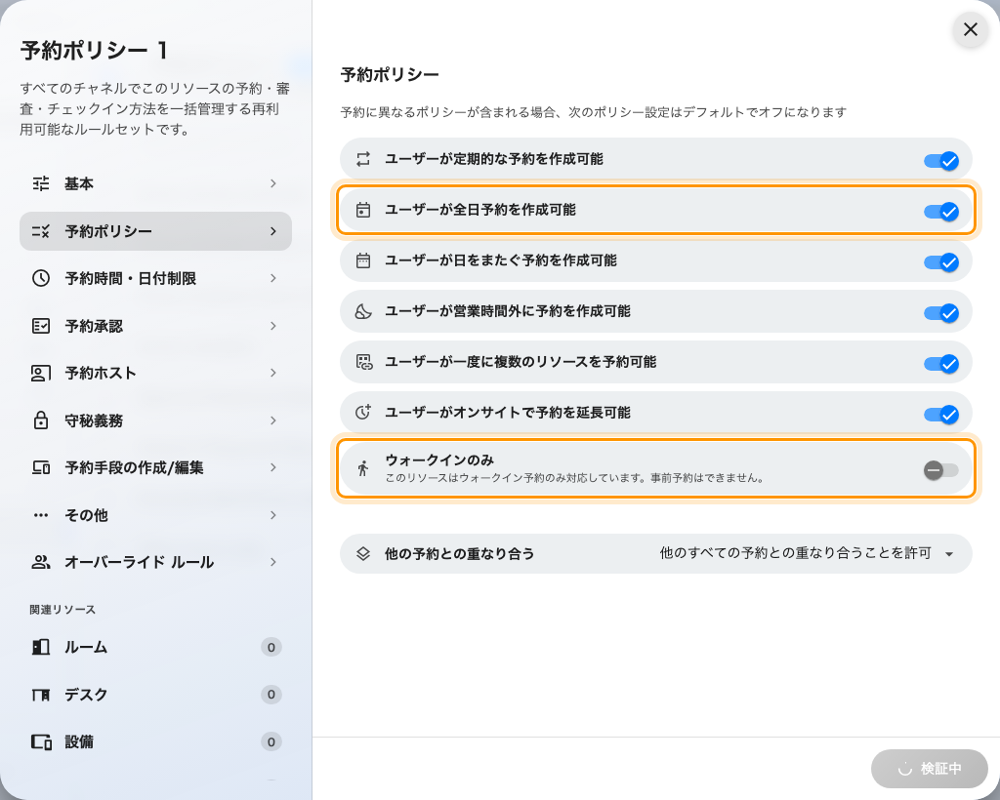 予約ポリシー 1
すべてのチャネルでこのリソースの予約・審
査・チェックイン方法を一括管理する再利
用可能なルールセットです。
基本
予約ポリシー
予約時間・日付制限
予約承認
予約ホスト
守秘義務
予約手段の作成/編集
その他
オーバーライド ルール
関連リソース
ルーム 0
デスク 0
設備 0
予約ポリシー
予約に異なるポリシーが含まれる場合、次のポリシー設定はデフォルトでオフになります
ユーザーが定期的な予約を作成可能
ユーザーが全日予約を作成可能
ユーザーが日をまたぐ予約を作成可能
ユーザーが営業時間外に予約を作成可能
ユーザーが一度に複数のリソースを予約可能
ユーザーがオンサイトで予約を延長可能
ウォークインのみ
このリソースはウォークイン予約のみ対応しています。事前予約はできません。
他の予約との重なり合う 他のすべての予約との重なり合うことを許可
検証中